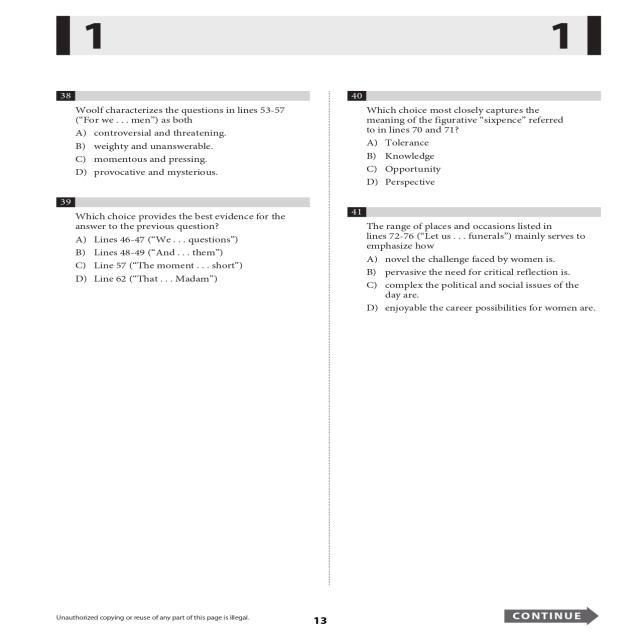 1
1
38
Woolf characterizes the questions in lines 53-57
(“For we . . . men”) as both
A) controversial and threatening.
B) weighty and unanswerable.
C) momentous and pressing.
D) provocative and mysterious.
39
Which choice provides the best evidence for the
answer to the previous question?
A) Lines 46-47 (“We . . . questions”)
B) Lines 48-49 (“And . . . them”)
C) Line 57 (“The moment . . . short”)
D) Line 62 (“That . . . Madam”)
40
Which choice most closely captures the
meaning of the figurative “sixpence” referred
to in lines 70 and 71?
A) Tolerance
B) Knowledge
C) Opportunity
D) Perspective
41
The range of places and occasions listed in
lines 72-76 (“Let us . . . funerals”) mainly serves to
emphasize how
A) novel the challenge faced by women is.
B) pervasive the need for critical reflection is.
C) complex the political and social issues of the
day are.
D) enjoyable the career possibilities for women are.
Unauthorized copying or reuse of any part of this page is illegal.
13
CONTINUE